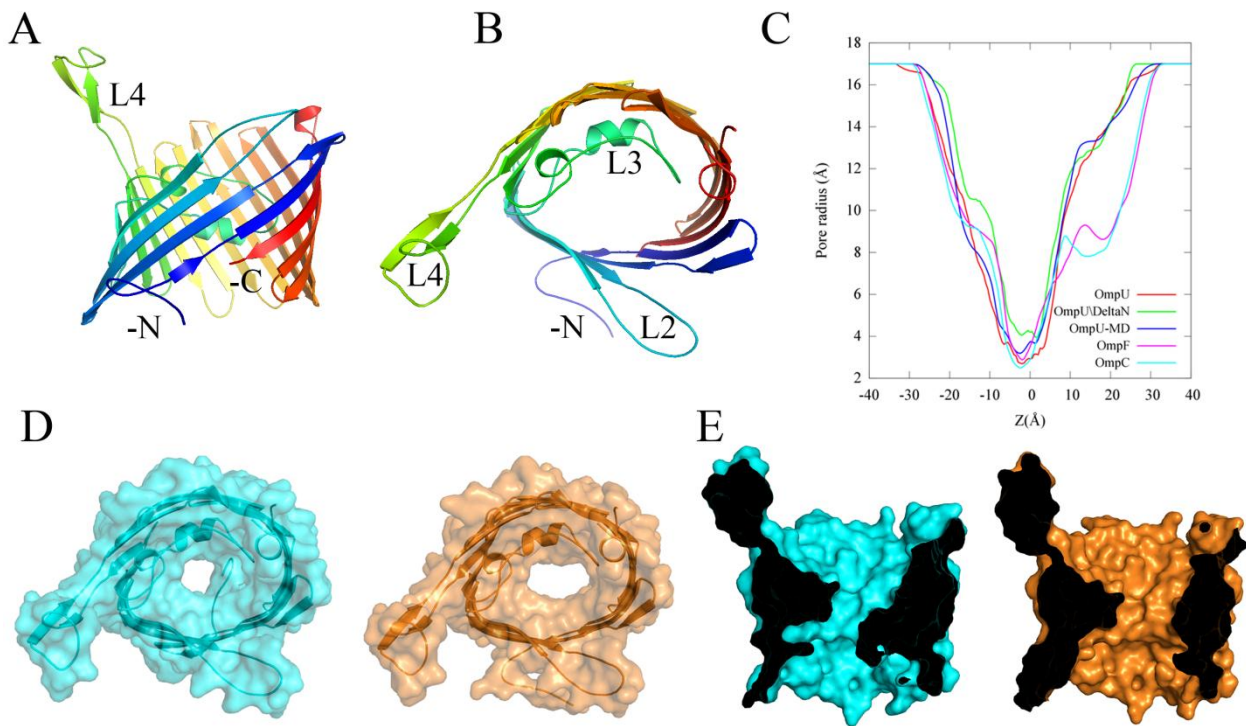 A
L4
-N
-C
B
L3
L4
-N
L2
C
Pore radius (Å)
18
16
14
12
10
8
6
4
2
OmpU
OmpU\DeltaN
OmpU-MD
OmpF
OmpC
-40 -30 -20 -10 0 10 20 30 40
Z(Å)
D
E